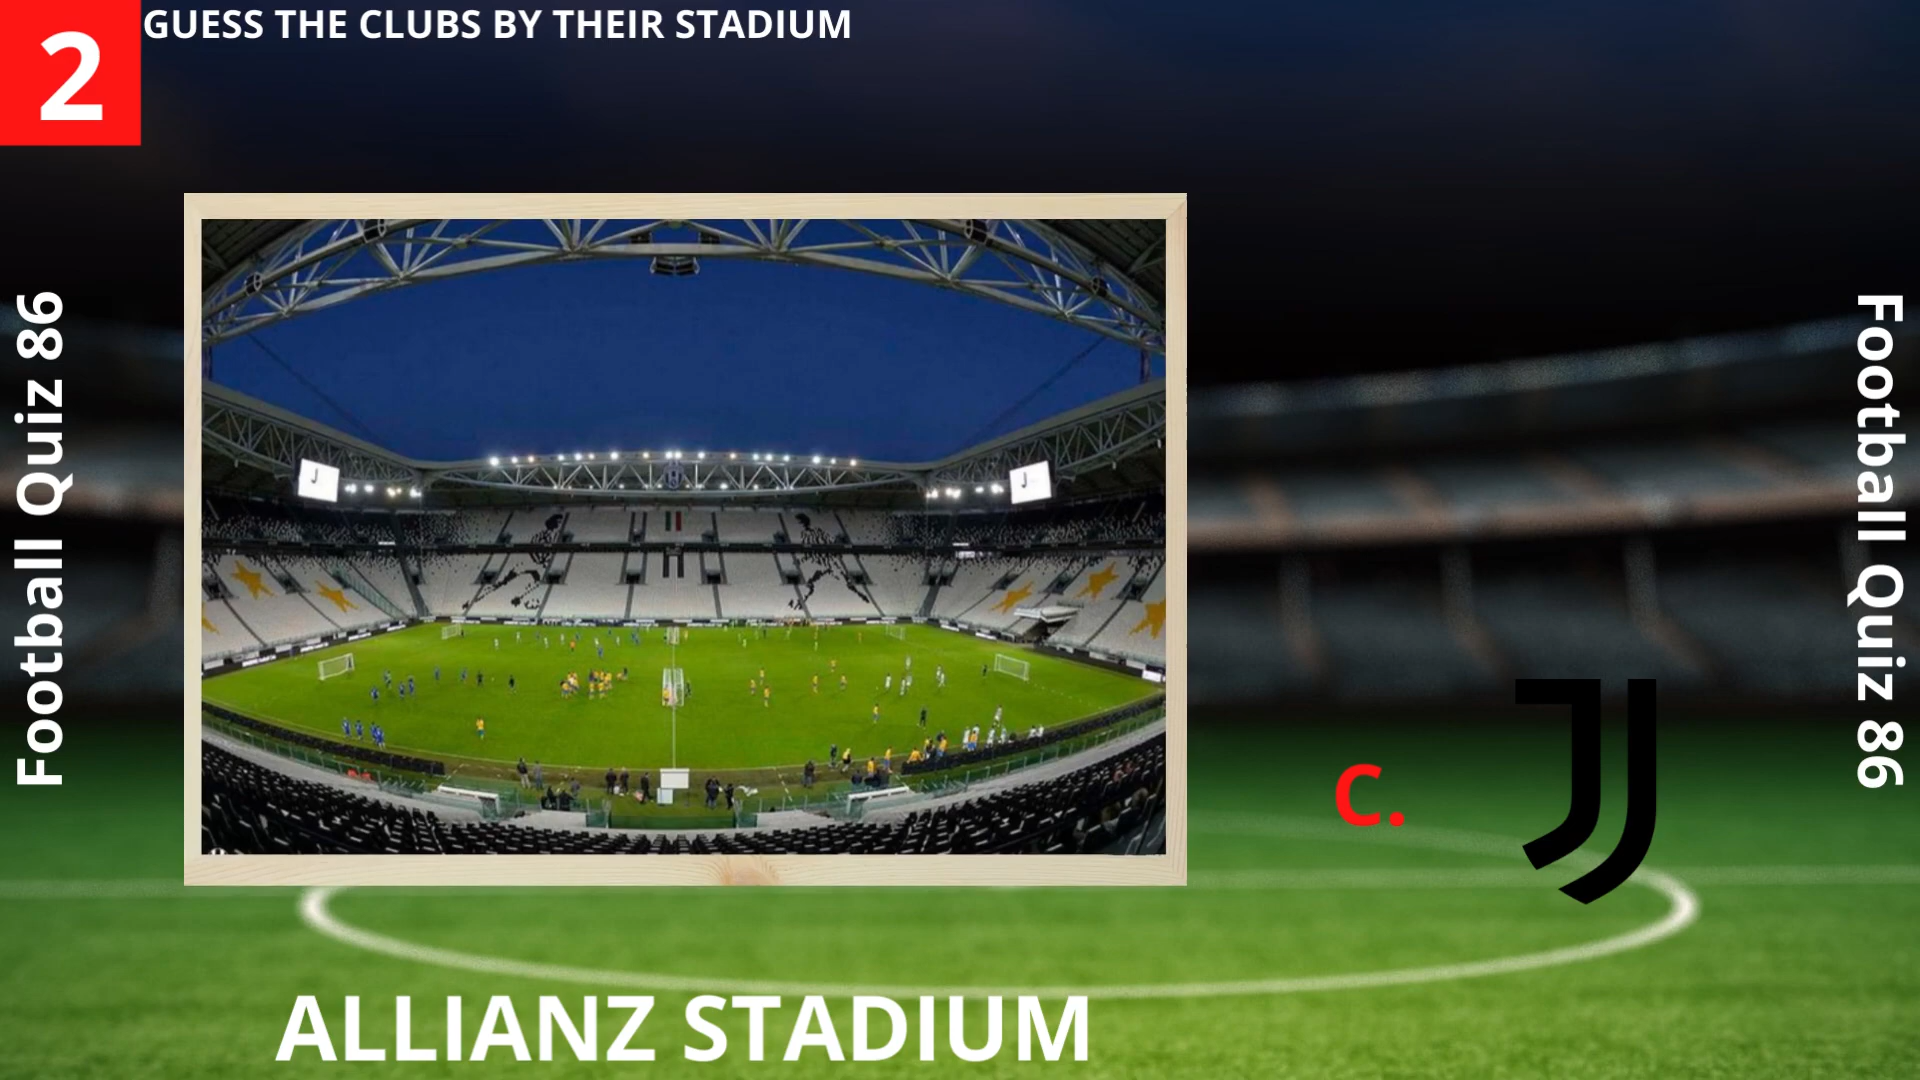 2
GUESS THE CLUBS BY THEIR STADIUM
Football Quiz 86
Football Quiz 86
C.
ALLIANZ STADIUM